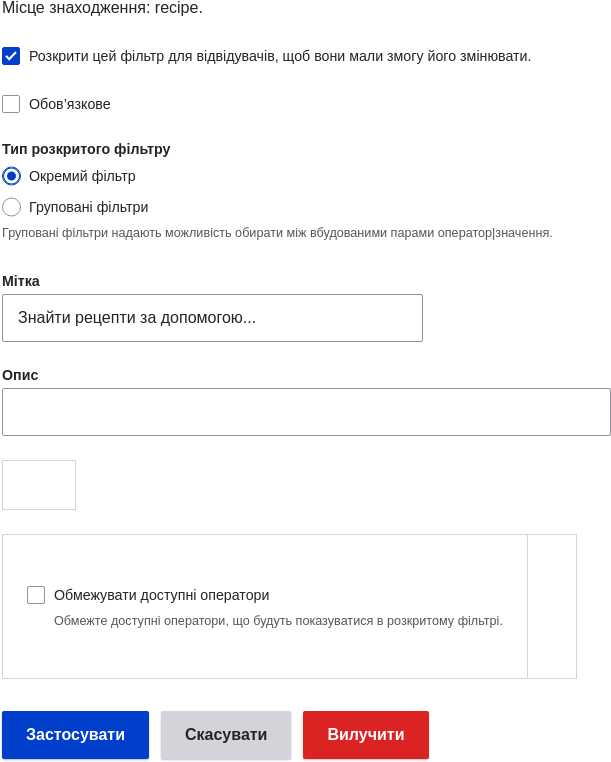 Місце знаходження: recipe.
Розкрити цей фільтр для відвідувачів, щоб вони мали змогу його змінювати.
Обов’язкове
Тип розкритого фільтру
Окремий фільтр
Груповані фільтри
Груповані фільтри надають можливість обирати між вбудованими парами оператор|значення.
Мітка
Знайти рецепти за допомогою...
Опис
Обмежувати доступні оператори
Обмежте доступні оператори, що будуть показуватися в розкритому фільтрі.
Застосувати Скасувати Вилучити